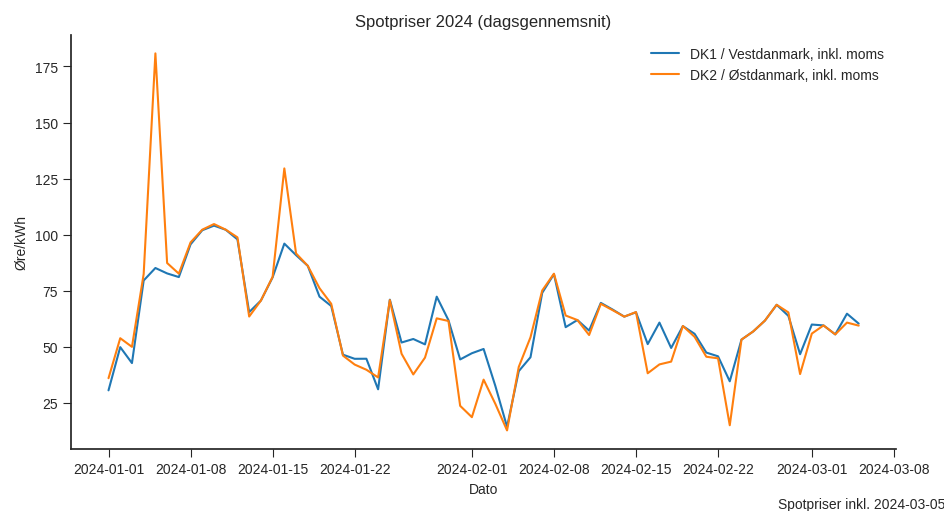 Spotpriser 2024 (dagsgennemsnit)
DK1 / Vestdanmark, inkl. moms
DK2 / Østdanmark, inkl. moms
Øre/kWh
175
150
125
100
75
50
25
2024-01-01 2024-01-08 2024-01-15 2024-01-22 2024-02-01 2024-02-08 2024-02-15 2024-02-22 2024-03-01 2024-03-08
Dato
Spotpriser inkl. 2024-03-05